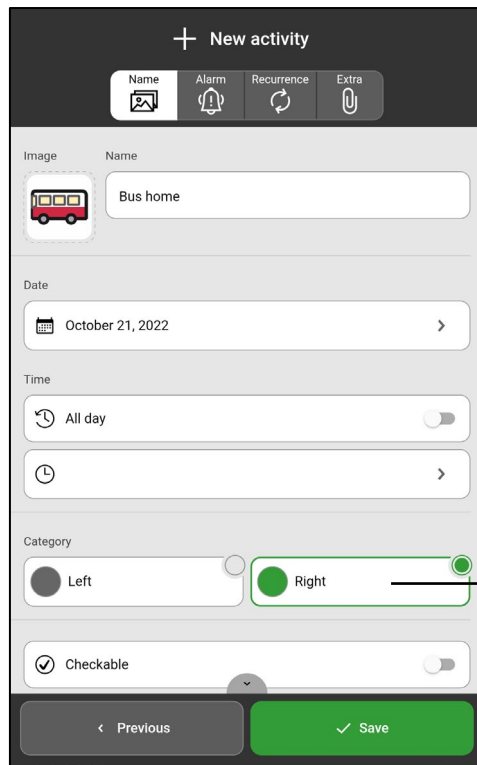 New activity
Name Alarm Recurrence Extra
Image Name
Bus home
Date
October 21, 2022
Time
All day
Category
Left Right
Checkable
Previous Save